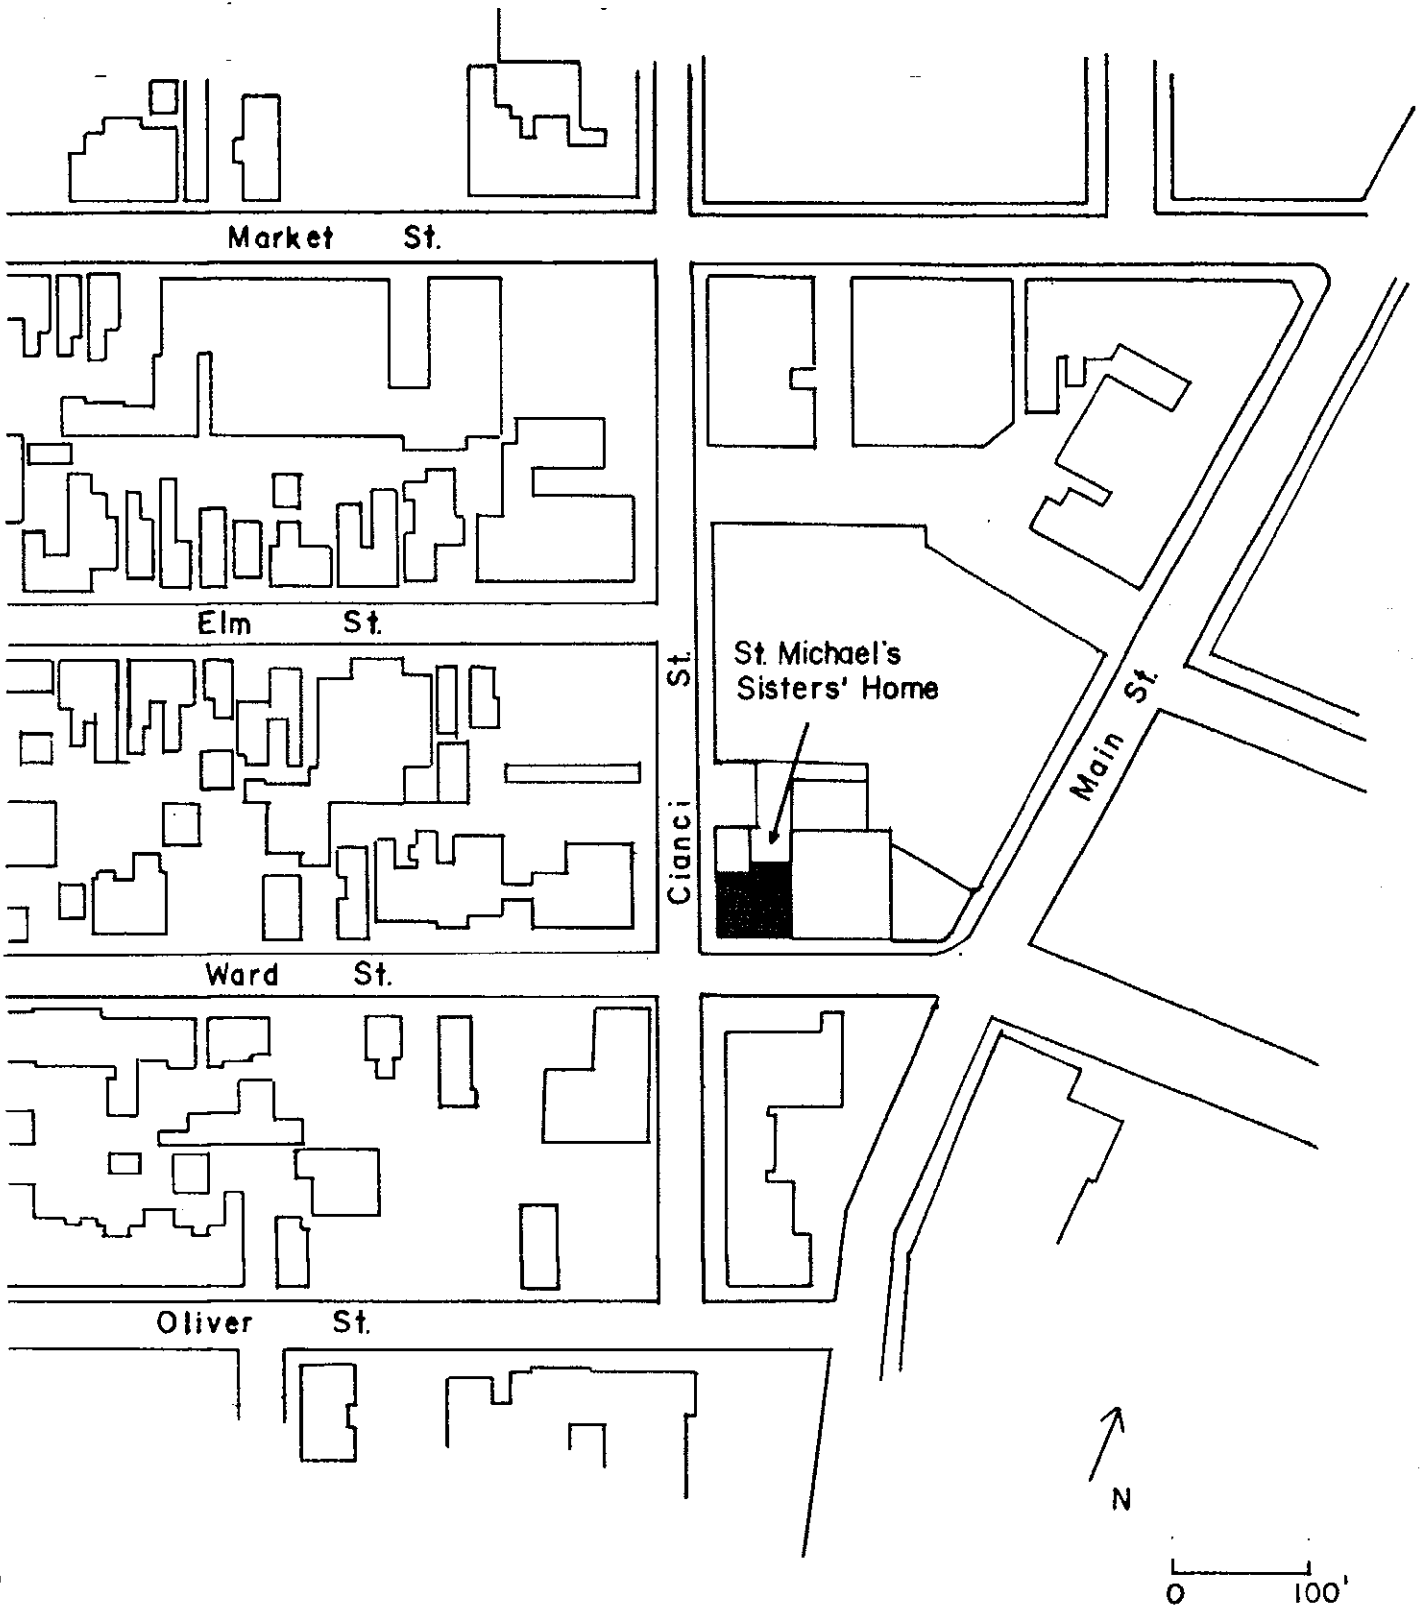 Market St.
Elm St.
St. Michael's
Sisters' Home
Cianci St.
Main St.
Ward St.
Oliver St.
N
0 100'